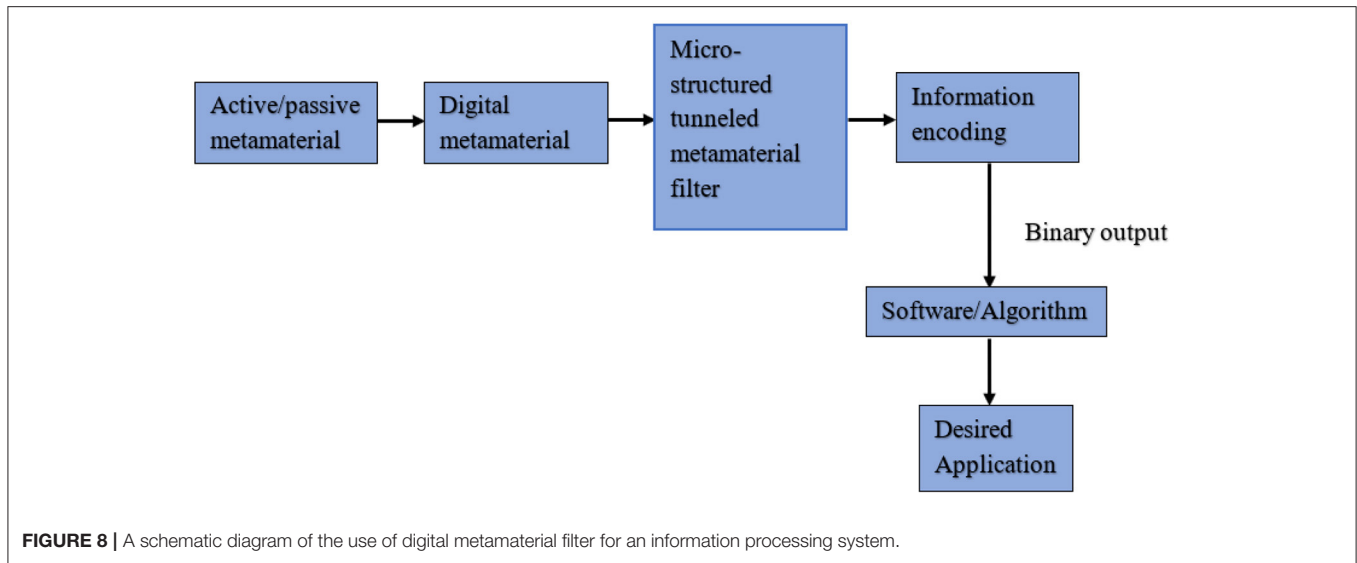 Active/passive
metamaterial
Digital
metamaterial
Micro-
structured
tunneled
metamaterial
filter
Information
encoding
Binary output
Software/Algorithm
Desired
Application
FIGURE 8 | A schematic diagram of the use of digital metamaterial filter for an information processing system.